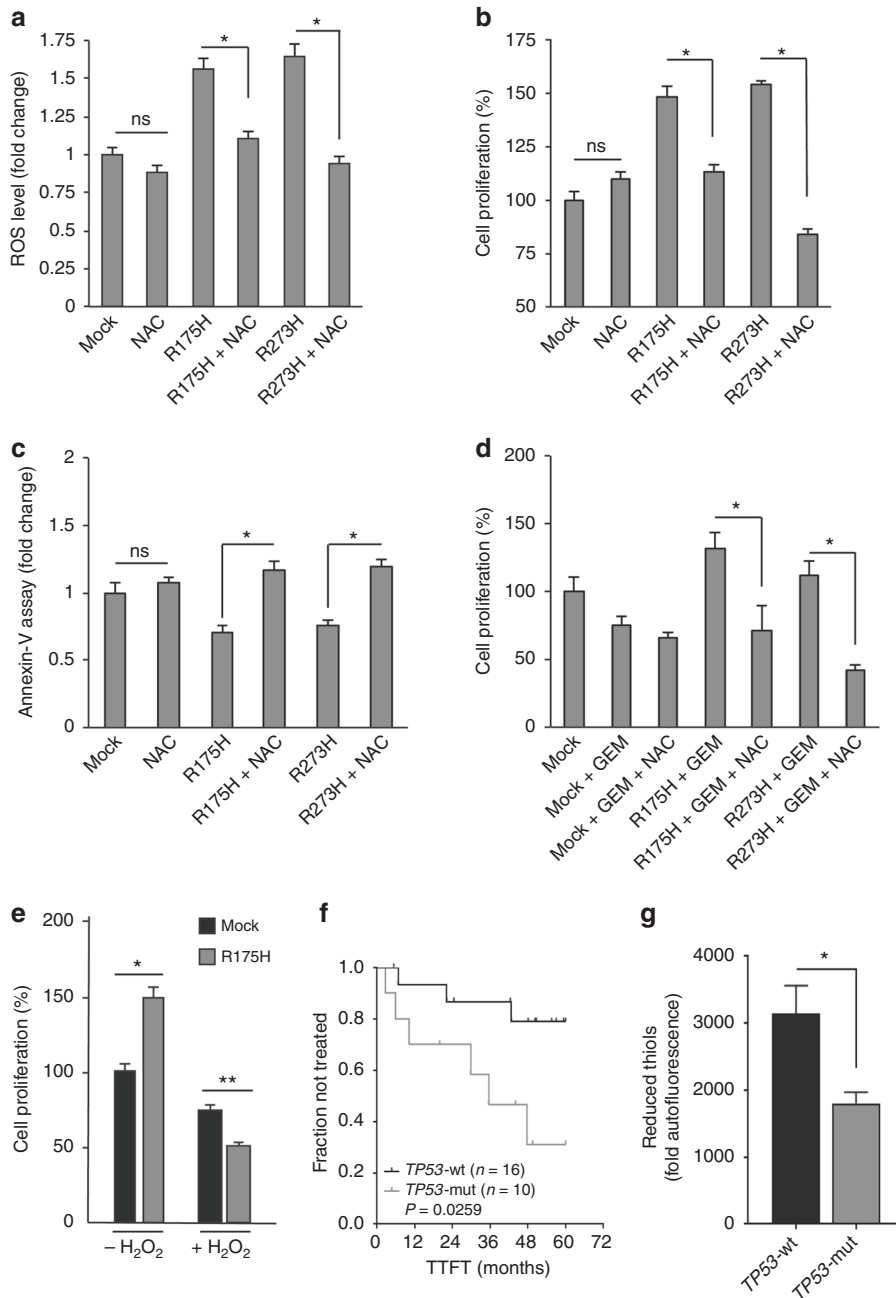 a
ROS level (fold change)
1.75
1.5
1.25
1
0.75
0.5
0.25
0
ns
*
*
Mock
NAC
R175H
R175H + NAC
R273H
R273H + NAC
b
Cell proliferation (%)
175
150
125
100
75
50
ns
*
*
Mock
NAC
R175H
R175H + NAC
R273H
R273H + NAC
c
Annexin-V assay (fold change)
2
1.5
1
0.5
0
ns
*
*
Mock
NAC
R175H
R175H + NAC
R273H
R273H + NAC
d
Cell proliferation (%)
200
150
100
50
0
*
*
Mock
Mock + GEM
Mock + GEM + NAC
R175H + GEM
R175H + GEM + NAC
R273H + GEM
R273H + GEM + NAC
e
Cell proliferation (%)
200
150
100
50
0
Mock
R175H
*
**
– H₂O₂
+ H₂O₂
f
Fraction not treated
1.0
0.8
0.6
0.4
0.2
0.0
TP53-wt (n = 16)
TP53-mut (n = 10)
P = 0.0259
0 12 24 36 48 60 72
TTFT (months)
g
Reduced thiols
(fold autofluorescence)
4000
3000
2000
1000
0
*
TP53-wt
TP53-mut